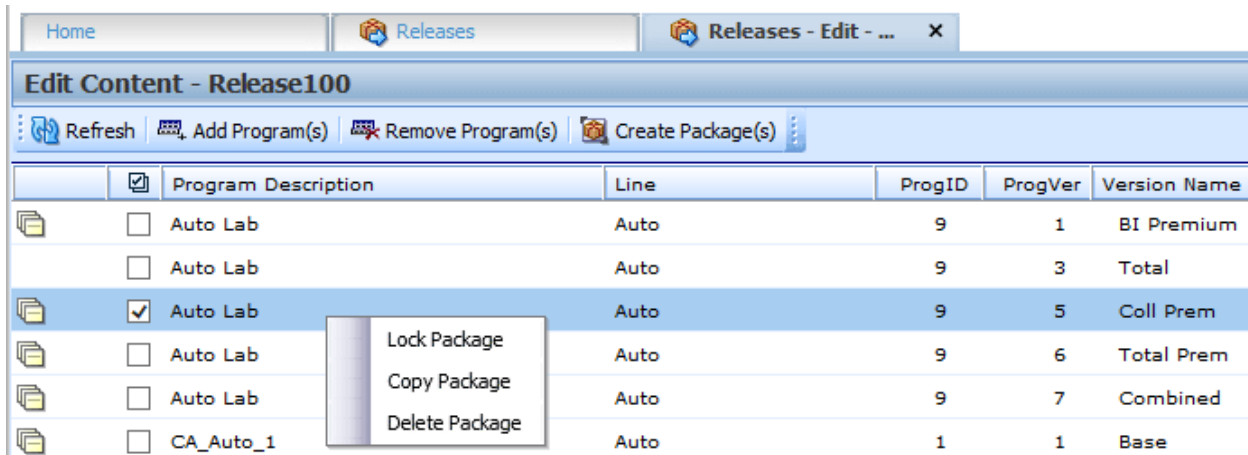 Home Releases Releases - Edit - ... ×
Edit Content - Release100
Refresh Add Program(s) Remove Program(s) Create Package(s)
Program Description Line ProgID ProgVer Version Name
Auto Lab Auto 9 1 BI Premium
Auto Lab Auto 9 3 Total
Auto Lab Auto 9 5 Coll Prem
Lock Package
Auto Lab Auto 9 6 Total Prem
Copy Package
Auto Lab Auto 9 7 Combined
Delete Package
CA_Auto_1 Auto 1 1 Base